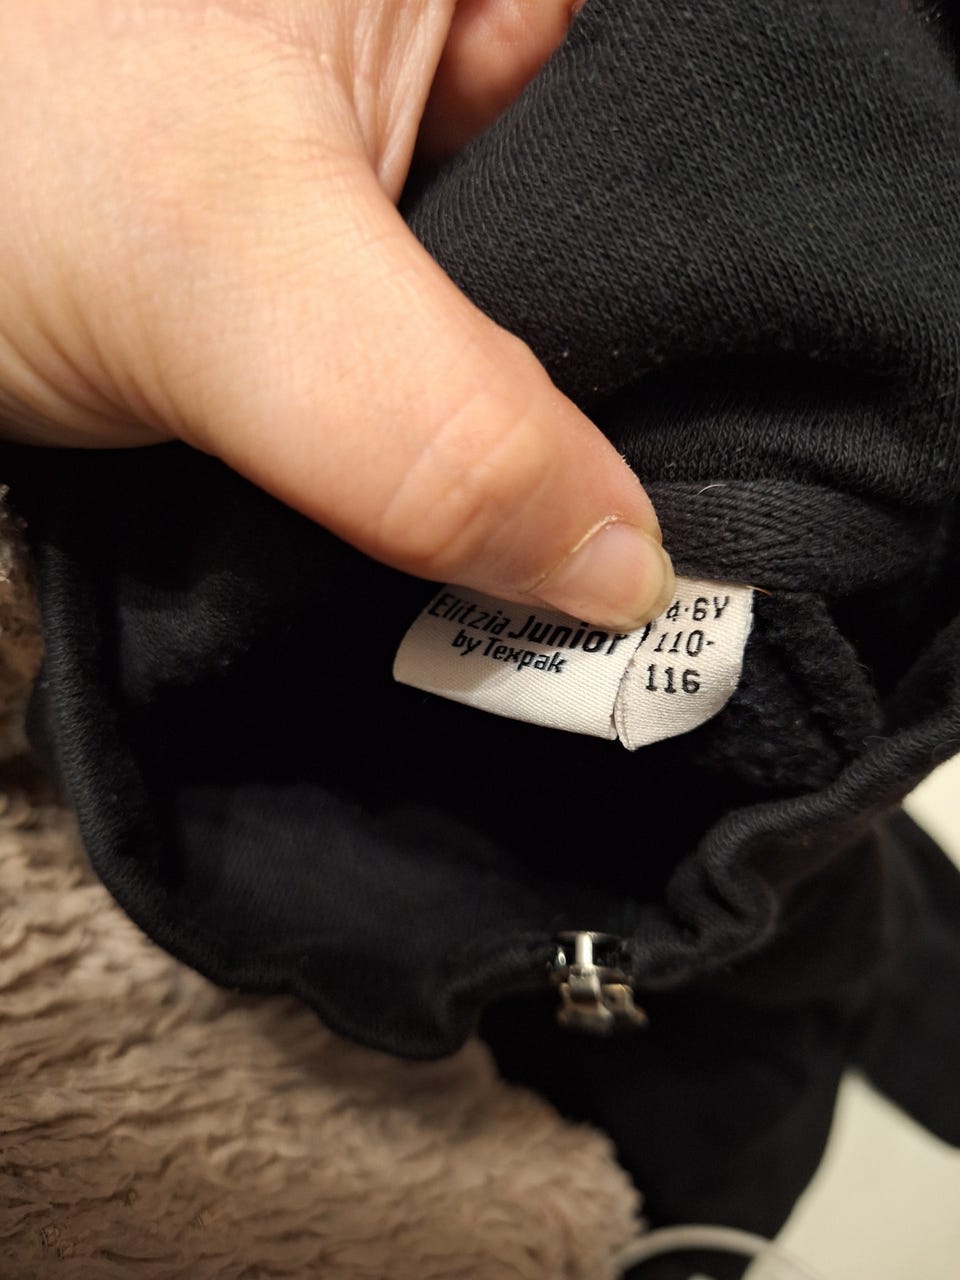 Elitzia Junior
by Texpak
4-6Y
110-
116